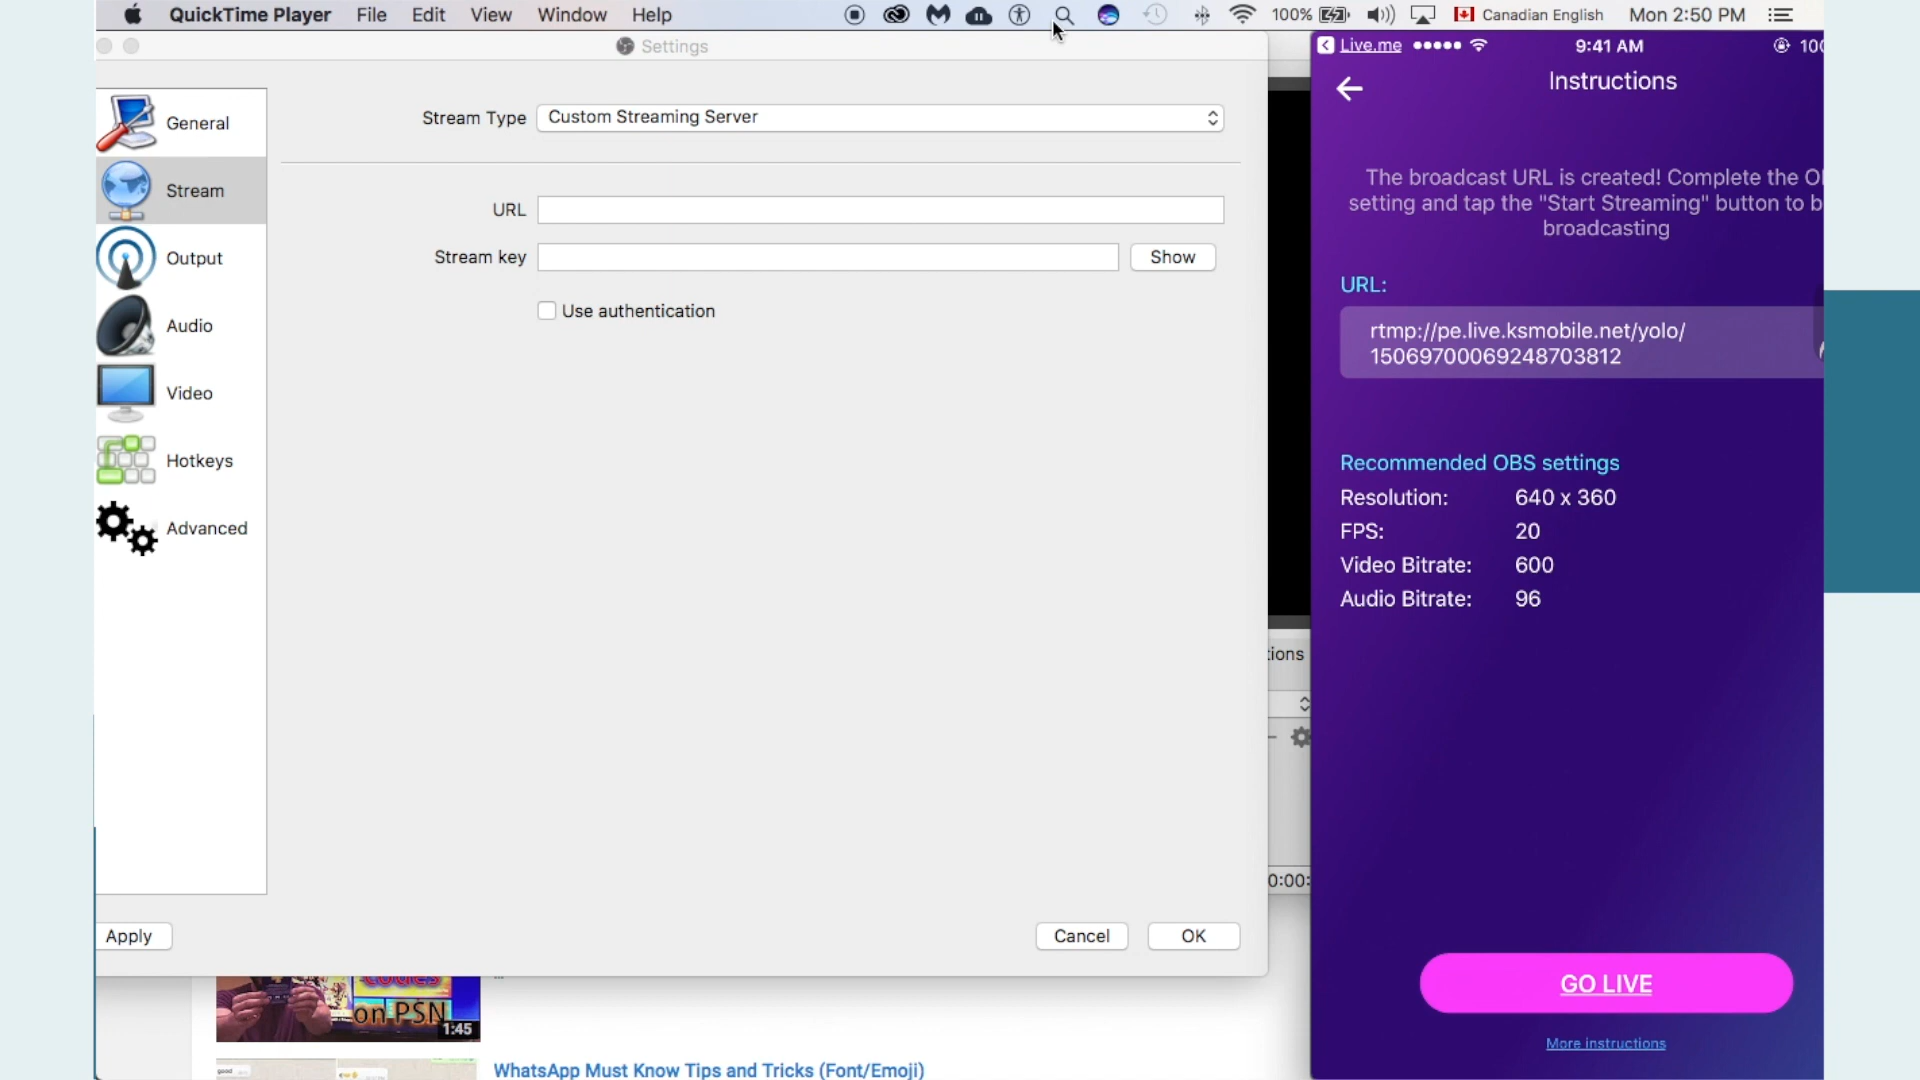 QuickTime Player File Edit View Window Help 100% Canadian English Mon 2:50 PM
Settings
General
Stream
Output
Audio
Video
Hotkeys
Advanced
Stream Type Custom Streaming Server
URL
Stream key Show
Use authentication
Apply
Cancel OK
tions
0:00:
on PSN
1:45
good
WhatsApp Must Know Tips and Tricks (Font/Emoji)
Live.me 9:41 AM 100
Instructions
The broadcast URL is created! Complete the O
setting and tap the "Start Streaming" button to b
broadcasting
URL:
rtmp://pe.live.ksmobile.net/yolo/
15069700069248703812
Recommended OBS settings
Resolution: 640 x 360
FPS: 20
Video Bitrate: 600
Audio Bitrate: 96
GO LIVE
More instructions